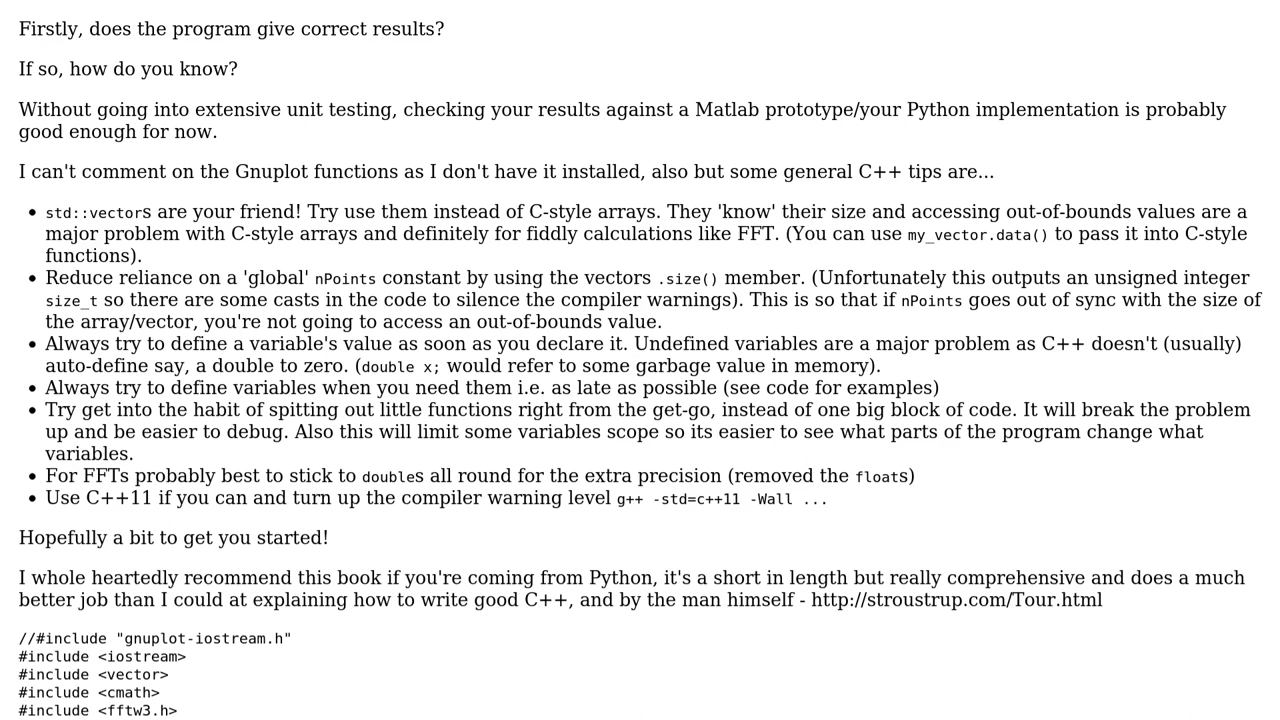 Firstly, does the program give correct results?
If so, how do you know?
Without going into extensive unit testing, checking your results against a Matlab prototype/your Python implementation is probably
good enough for now.
I can't comment on the Gnuplot functions as I don't have it installed, also but some general C++ tips are...
• std::vectors are your friend! Try use them instead of C-style arrays. They 'know' their size and accessing out-of-bounds values are a
major problem with C-style arrays and definitely for fiddly calculations like FFT. (You can use my_vector.data() to pass it into C-style
functions).
• Reduce reliance on a 'global' nPoints constant by using the vectors .size() member. (Unfortunately this outputs an unsigned integer
size_t so there are some casts in the code to silence the compiler warnings). This is so that if nPoints goes out of sync with the size of
the array/vector, you're not going to access an out-of-bounds value.
• Always try to define a variable's value as soon as you declare it. Undefined variables are a major problem as C++ doesn't (usually)
auto-define say, a double to zero. (double x; would refer to some garbage value in memory).
• Always try to define variables when you need them i.e. as late as possible (see code for examples)
• Try get into the habit of spitting out little functions right from the get-go, instead of one big block of code. It will break the problem
up and be easier to debug. Also this will limit some variables scope so its easier to see what parts of the program change what
variables.
• For FFTs probably best to stick to doubles all round for the extra precision (removed the floats)
• Use C++11 if you can and turn up the compiler warning level g++ -std=c++11 -Wall ...
Hopefully a bit to get you started!
I whole heartedly recommend this book if you're coming from Python, it's a short in length but really comprehensive and does a much
better job than I could at explaining how to write good C++, and by the man himself - http://stroustrup.com/Tour.html
//#include "gnuplot-iostream.h"
#include <iostream>
#include <vector>
#include <cmath>
#include <fftw3.h>